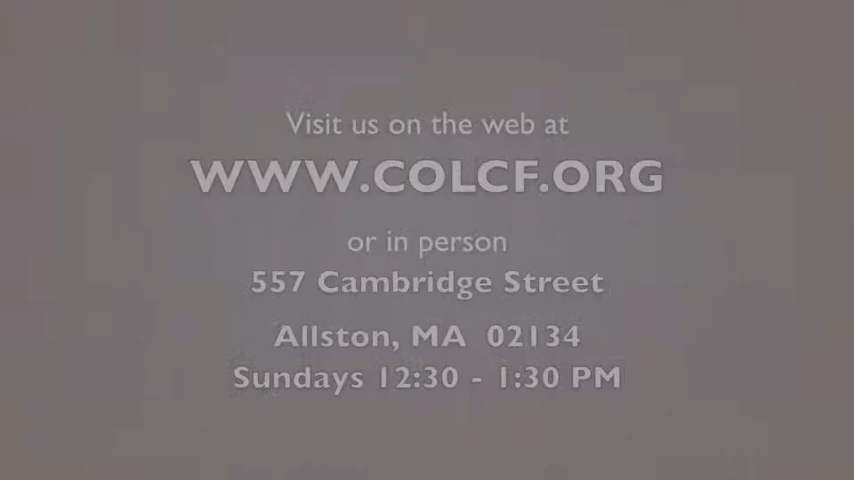 Visit us on the web at
WWW.COLCF.ORG
or in person
557 Cambridge Street
Allston, MA 02134
Sundays 12:30 - 1:30 PM